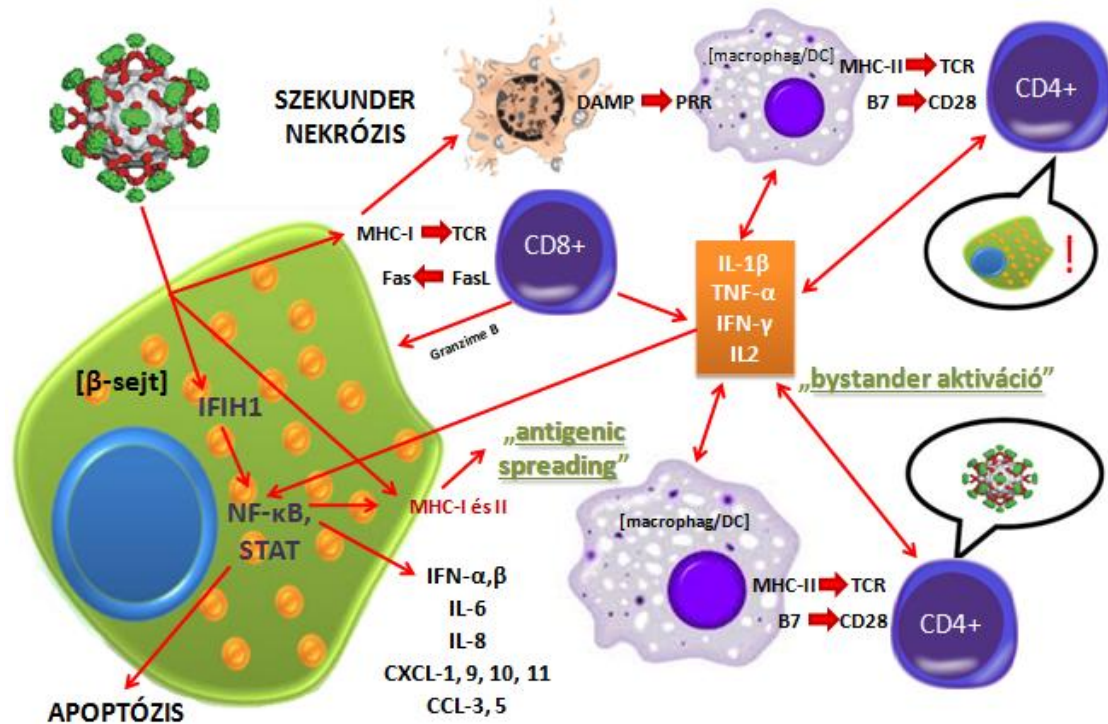 SZEKUNDER
NEKRÓZIS
DAMP PRR
[macrophag/DC]
MHC-II TCR
B7 CD28
CD4+
!
MHC-I TCR
Fas FasL
CD8+
Granzime B
IL-1β
TNF-α
IFN-γ
IL2
„bystander aktiváció”
[β-sejt]
IFIH1
NF-κB,
STAT
MHC-I és II
„antigenic
spreading”
IFN-α,β
IL-6
IL-8
CXCL-1, 9, 10, 11
CCL-3, 5
APOPTÓZIS
[macrophag/DC]
MHC-II TCR
B7 CD28
CD4+